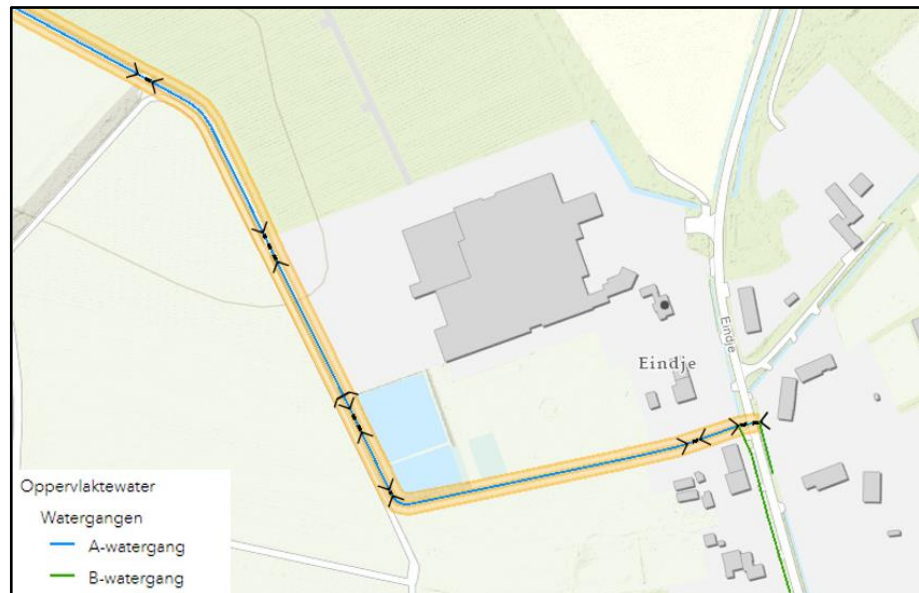 Eindje
Eindje
Oppervlaktewater
Watergangen
A-watergang
B-watergang